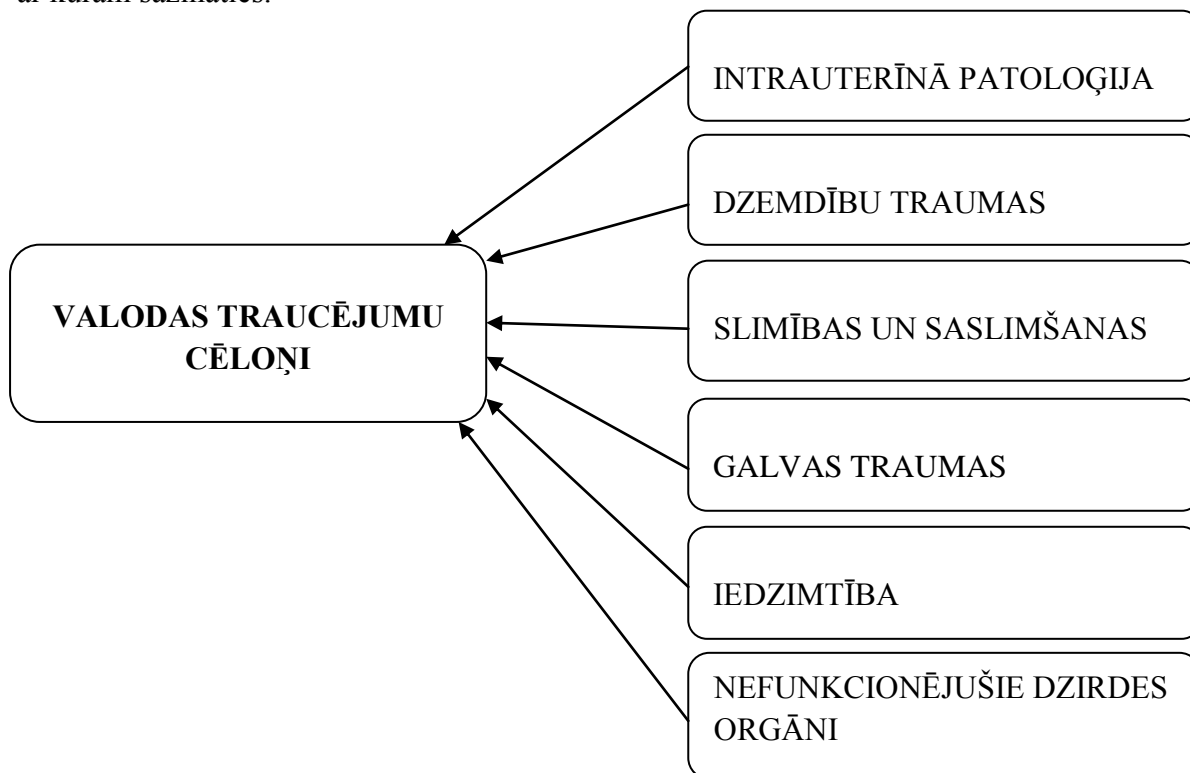 INTRAUTERĪNĀ PATOLOĢIJA
DZEMDĪBU TRAUMAS
VALODAS TRAUCĒJUMU
CĒLOŅI
SLIMĪBAS UN SASLIMŠANAS
GALVAS TRAUMAS
IEDZIMTĪBA
NEFUNKCIONĒJUŠIE DZIRDES
ORGĀNI